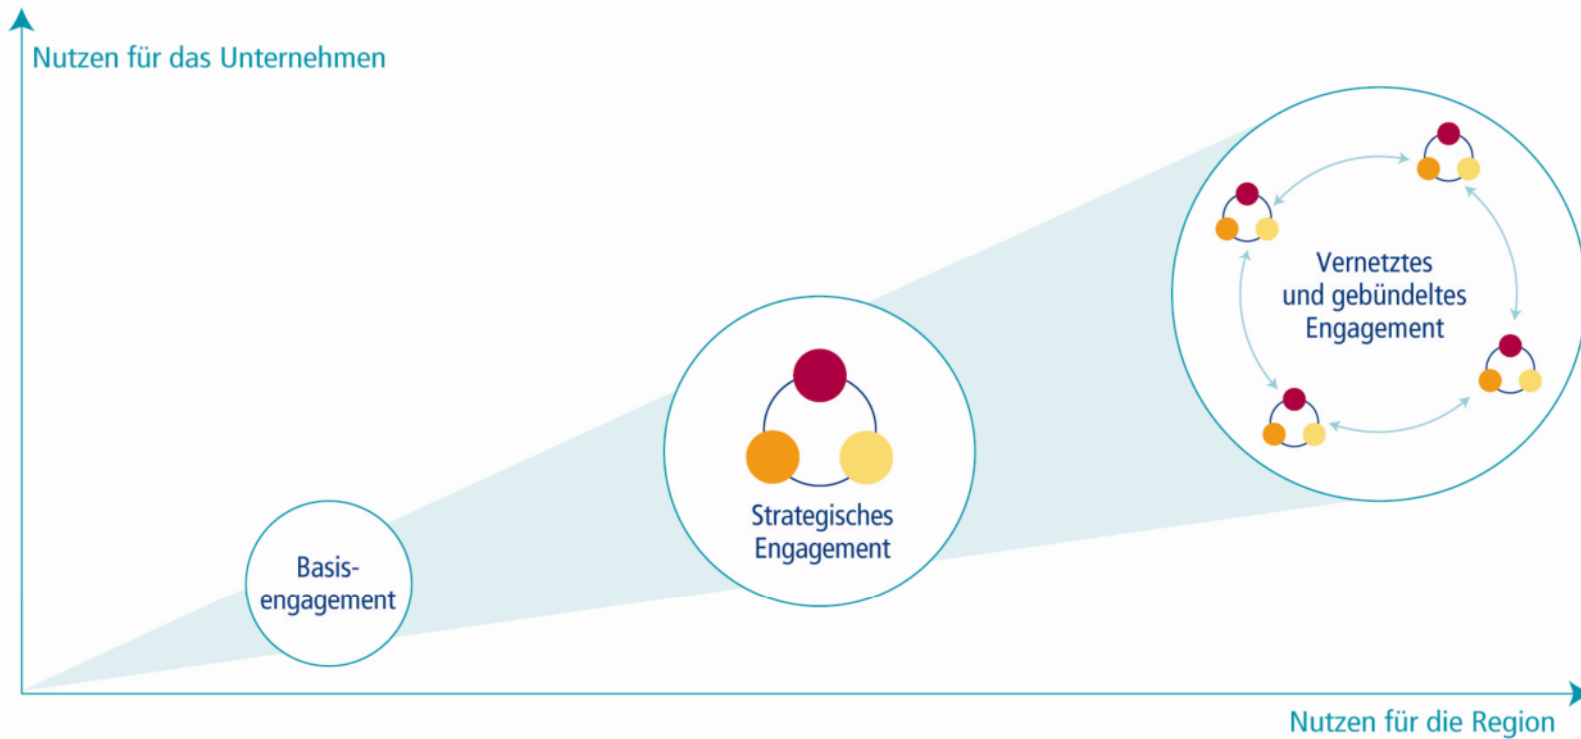 Nutzen für das Unternehmen
Vernetztes
und gebündeltes
Engagement
Strategisches
Engagement
Basis-
engagement
Nutzen für die Region